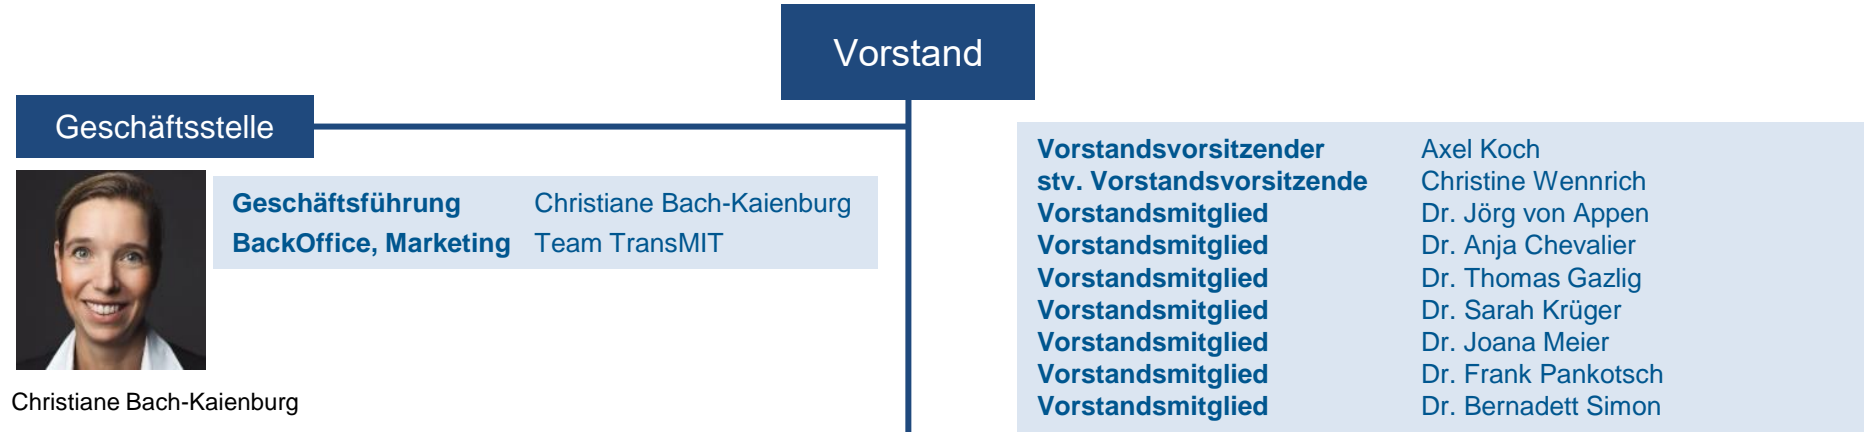 Vorstand
Geschäftsstelle
Geschäftsführung Christiane Bach-Kaienburg
BackOffice, Marketing Team TransMIT
Christiane Bach-Kaienburg
Vorstandsvorsitzender Axel Koch
stv. Vorstandsvorsitzende Christine Wennrich
Vorstandsmitglied Dr. Jörg von Appen
Vorstandsmitglied Dr. Anja Chevalier
Vorstandsmitglied Dr. Thomas Gazlig
Vorstandsmitglied Dr. Sarah Krüger
Vorstandsmitglied Dr. Joana Meier
Vorstandsmitglied Dr. Frank Pankotsch
Vorstandsmitglied Dr. Bernadett Simon